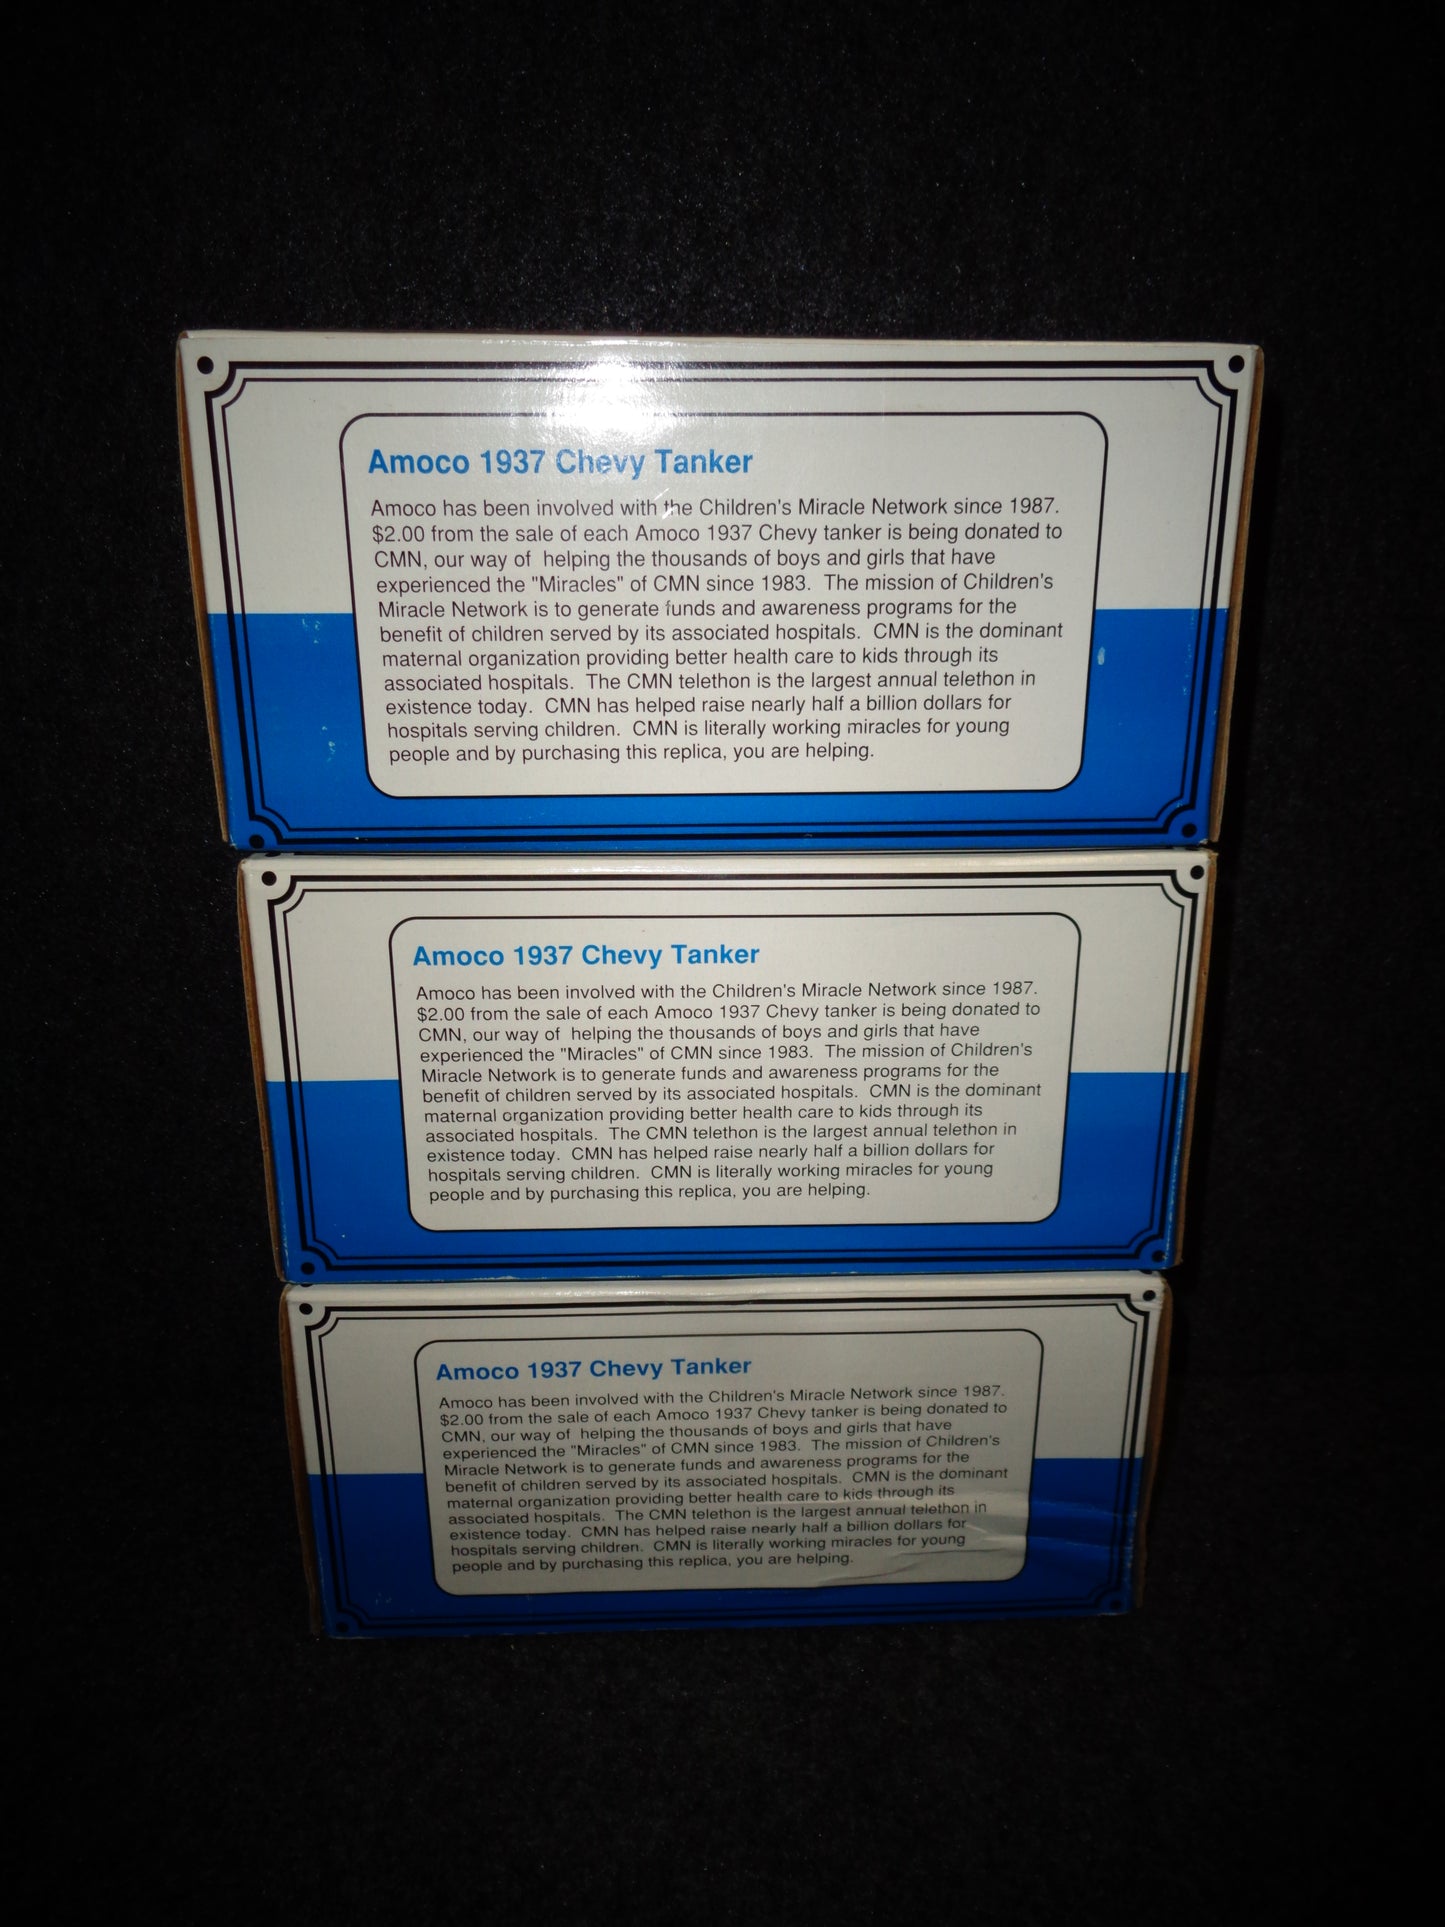 Amoco 1937 Chevy Tanker
Amoco has been involved with the Children's Miracle Network since 1987.
$2.00 from the sale of each Amoco 1937 Chevy tanker is being donated to
CMN, our way of  helping the thousands of boys and girls that have
experienced the "Miracles" of CMN since 1983.  The mission of Children's
Miracle Network is to generate funds and awareness programs for the
benefit of children served by its associated hospitals.  CMN is the dominant
maternal organization providing better health care to kids through its
associated hospitals.  The CMN telethon is the largest annual telethon in
existence today.  CMN has helped raise nearly half a billion dollars for
hospitals serving children.  CMN is literally working miracles for young
people and by purchasing this replica, you are helping.
Amoco 1937 Chevy Tanker
Amoco has been involved with the Children's Miracle Network since 1987.
$2.00 from the sale of each Amoco 1937 Chevy tanker is being donated to
CMN, our way of  helping the thousands of boys and girls that have
experienced the "Miracles" of CMN since 1983.  The mission of Children's
Miracle Network is to generate funds and awareness programs for the
benefit of children served by its associated hospitals.  CMN is the dominant
maternal organization providing better health care to kids through its
associated hospitals.  The CMN telethon is the largest annual telethon in
existence today.  CMN has helped raise nearly half a billion dollars for
hospitals serving children.  CMN is literally working miracles for young
people and by purchasing this replica, you are helping.
Amoco 1937 Chevy Tanker
Amoco has been involved with the Children's Miracle Network since 1987.
$2.00 from the sale of each Amoco 1937 Chevy tanker is being donated to
CMN, our way of  helping the thousands of boys and girls that have
experienced the "Miracles" of CMN since 1983.  The mission of Children's
Miracle Network is to generate funds and awareness programs for the
benefit of children served by its associated hospitals.  CMN is the dominant
maternal organization providing better health care to kids through its
associated hospitals.  The CMN telethon is the largest annual telethon in
existence today.  CMN has helped raise nearly half a billion dollars for
hospitals serving children.  CMN is literally working miracles for young
people and by purchasing this replica, you are helping.